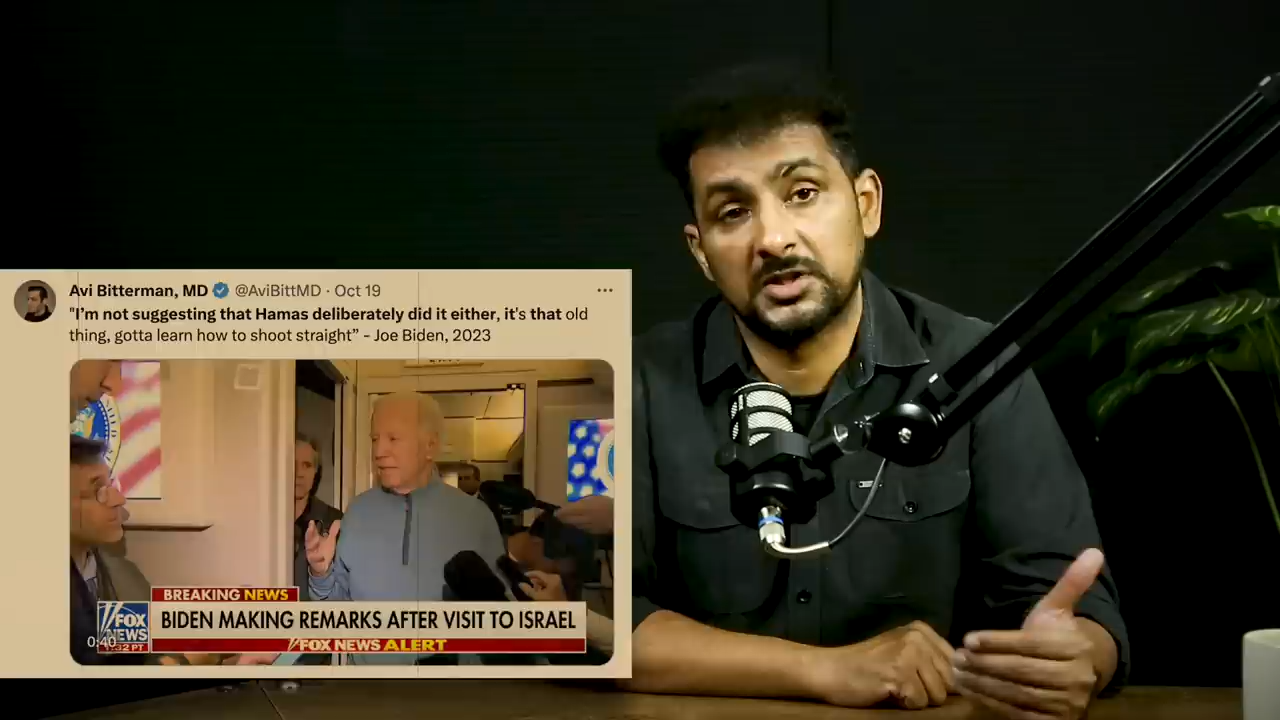 Avi Bitterman, MD @AviBittMD · Oct 19 ...
"I'm not suggesting that Hamas deliberately did it either, it's that old
thing, gotta learn how to shoot straight” - Joe Biden, 2023
BREAKING NEWS
BIDEN MAKING REMARKS AFTER VISIT TO ISRAEL
FOX
NEWS
0:40
:32 PT
FOX NEWS ALERT